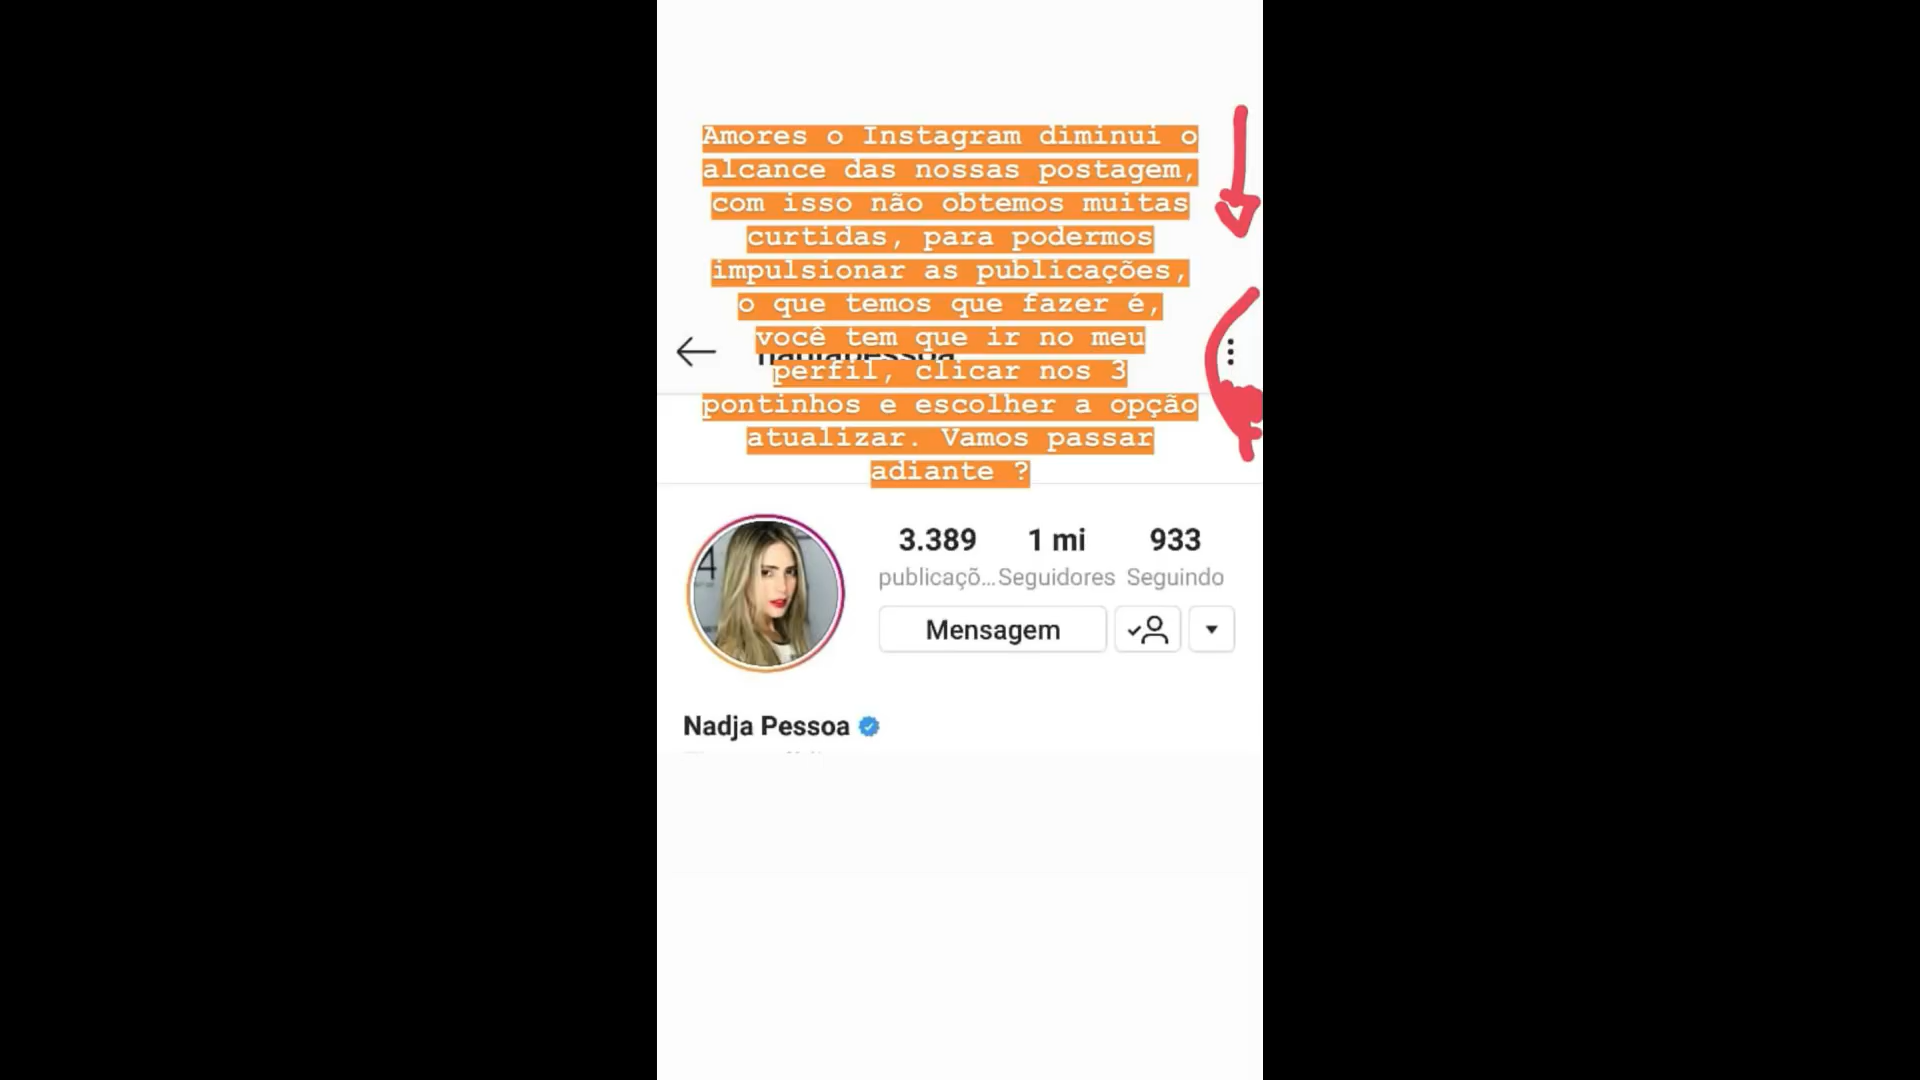 Amores o Instagram diminui o
alcance das nossas postagem,
com isso não obtemos muitas
curtidas, para podermos
impulsionar as publicações,
o que temos que fazer é,
você tem que ir no meu
nadjapessoa
perfil, clicar nos 3
pontinhos e escolher a opção
atualizar. Vamos passar
adiante ?
3.389 1 mi 933
publicaçõ... Seguidores Seguindo
Mensagem
Nadja Pessoa